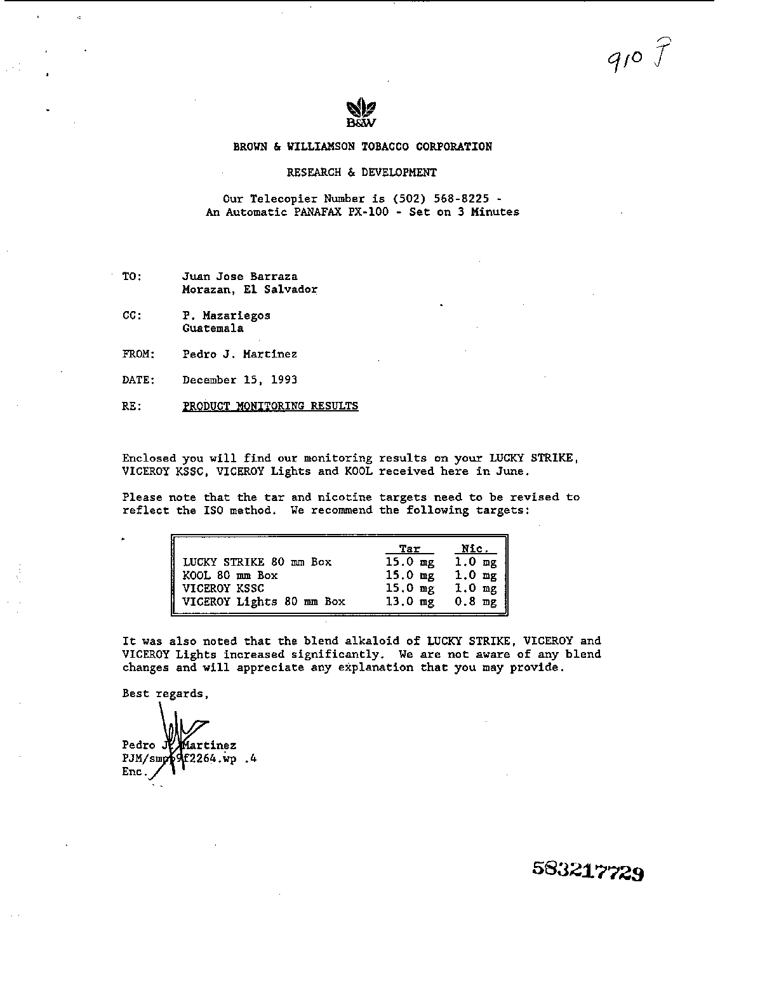 910 J
B&W
BROWN & WILLIAMSON TOBACCO CORPORATION
RESEARCH & DEVELOPMENT
Our Telecopier Number is (502) 568-8225 -
An Automatic PANAFAX PX-100 - Set on 3 Minutes
TO: Juan Jose Barraza
Morazan, El Salvador
CC: P. Mazariegos
Guatemala
FROM: Pedro J. Martinez
DATE: December 15, 1993
RE: PRODUCT MONITORING RESULTS
Enclosed you will find our monitoring results on your LUCKY STRIKE,
VICEROY KSSC, VICEROY Lights and KOOL received here in June.
Please note that the tar and nicotine targets need to be revised to
reflect the ISO method. We recommend the following targets:
Tar Nic.
LUCKY STRIKE 80 mm Box 15.0 mg 1.0 mg
KOOL 80 mm Box 15.0 mg 1.0 mg
VICEROY KSSC 15.0 mg 1.0 mg
VICEROY Lights 80 mm Box 13.0 mg 0.8 mg
It was also noted that the blend alkaloid of LUCKY STRIKE, VICEROY and
VICEROY Lights increased significantly. We are not aware of any blend
changes and will appreciate any explanation that you may provide.
Best regards,
Pedro J. Martinez
PJM/smp 9f2264.wp .4
Enc.
583217729